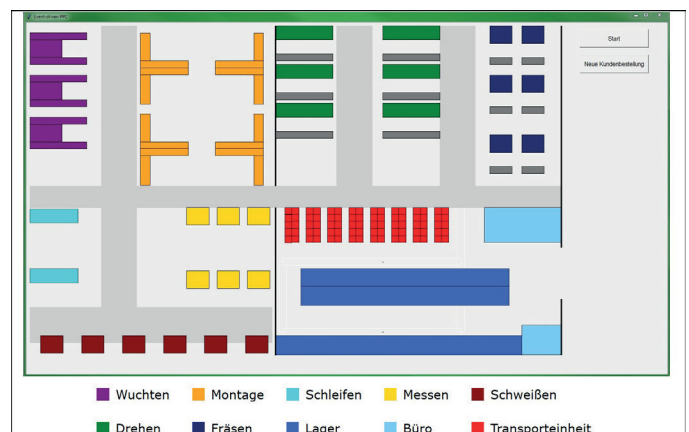 Start
Neue Kundenbestellung
Wuchten Montage Schleifen Messen Schweißen
Drehen Fräsen Lager Büro Transporteinheit